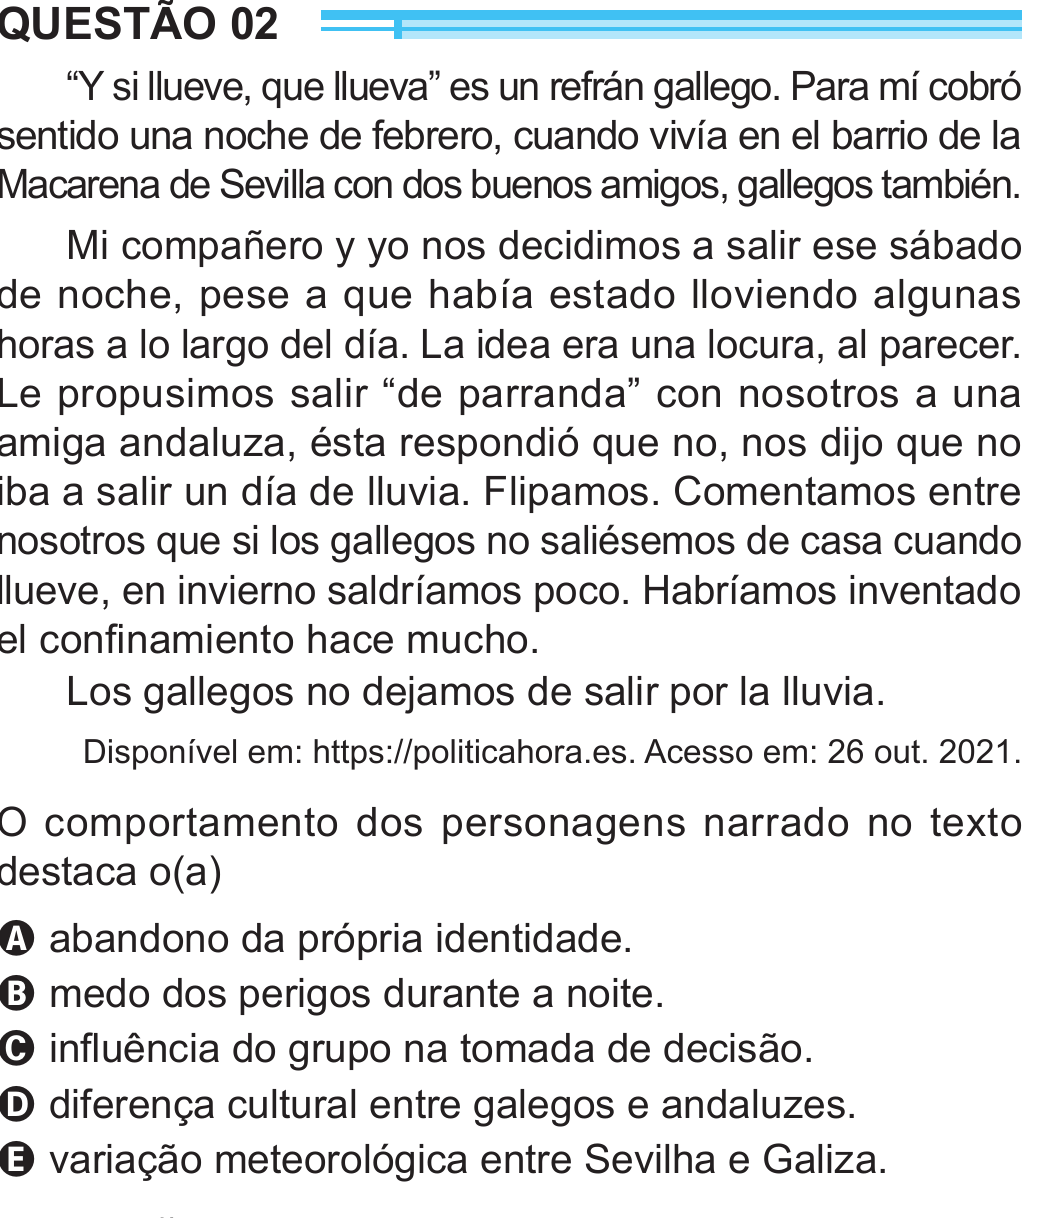 QUESTÃO 02
“Y si llueve, que llueva” es un refrán gallego. Para mí cobró
sentido una noche de febrero, cuando vivía en el barrio de la
Macarena de Sevilla con dos buenos amigos, gallegos también.
Mi compañero y yo nos decidimos a salir ese sábado
de noche, pese a que había estado lloviendo algunas
horas a lo largo del día. La idea era una locura, al parecer.
Le propusimos salir “de parranda” con nosotros a una
amiga andaluza, ésta respondió que no, nos dijo que no
iba a salir un día de lluvia. Flipamos. Comentamos entre
nosotros que si los gallegos no saliésemos de casa cuando
llueve, en invierno saldríamos poco. Habríamos inventado
el confinamiento hace mucho.
Los gallegos no dejamos de salir por la lluvia.
Disponível em: https://politicahora.es. Acesso em: 26 out. 2021.
O comportamento dos personagens narrado no texto
destaca o(a)
A abandono da própria identidade.
B medo dos perigos durante a noite.
C influência do grupo na tomada de decisão.
D diferença cultural entre galegos e andaluzes.
E variação meteorológica entre Sevilha e Galiza.